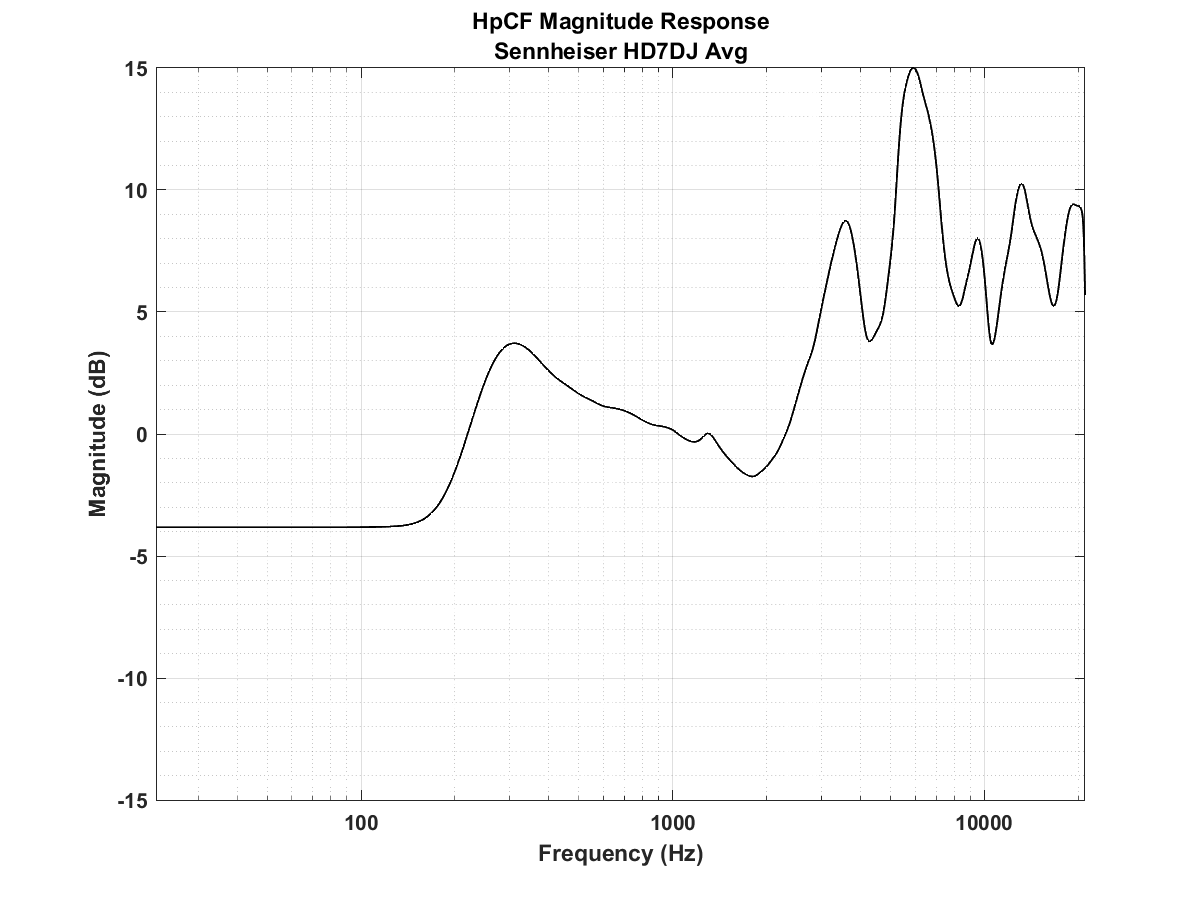 HpCF Magnitude Response
Sennheiser HD7DJ Avg
15
10
5
0
-5
-10
-15
Magnitude (dB)
100 1000 10000
Frequency (Hz)